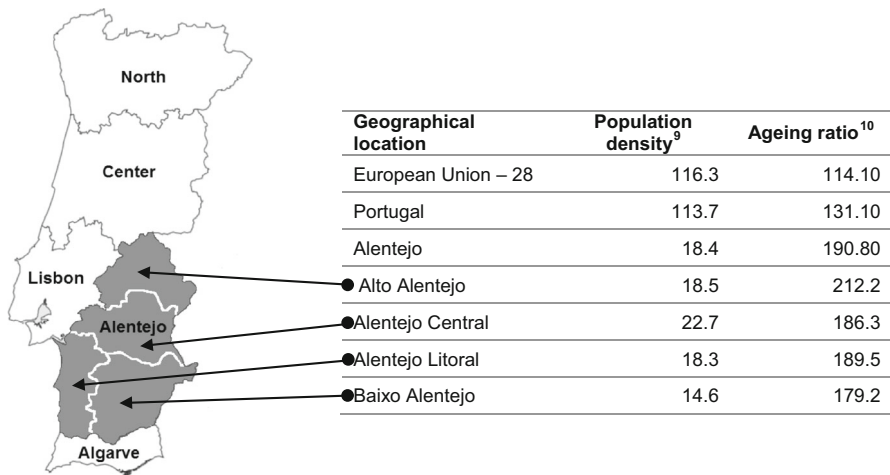 North
Center
Lisbon
Alentejo
Algarve
Geographical location Population density9 Ageing ratio10
European Union – 28 116.3 114.10
Portugal 113.7 131.10
Alentejo 18.4 190.80
Alto Alentejo 18.5 212.2
Alentejo Central 22.7 186.3
Alentejo Litoral 18.3 189.5
Baixo Alentejo 14.6 179.2